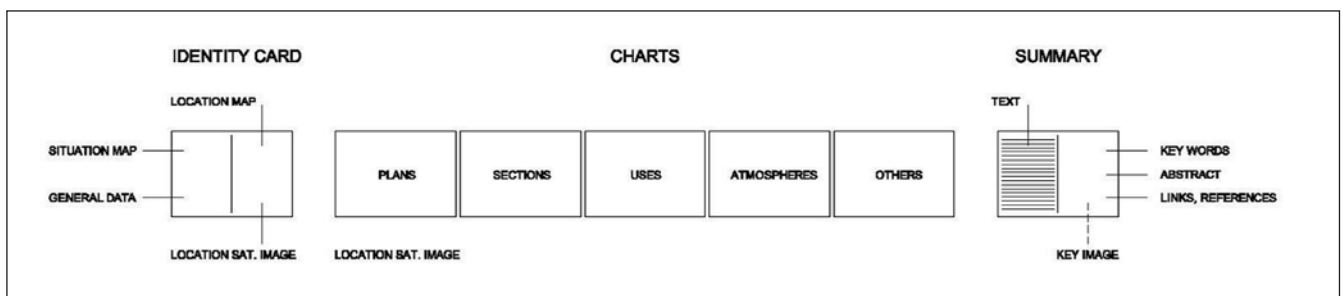 IDENTITY CARD
CHARTS
SUMMARY
LOCATION MAP
TEXT
SITUATION MAP
GENERAL DATA
PLANS
SECTIONS
USES
ATMOSPHERES
OTHERS
KEY WORDS
ABSTRACT
LINKS, REFERENCES
LOCATION SAT. IMAGE
LOCATION SAT. IMAGE
KEY IMAGE